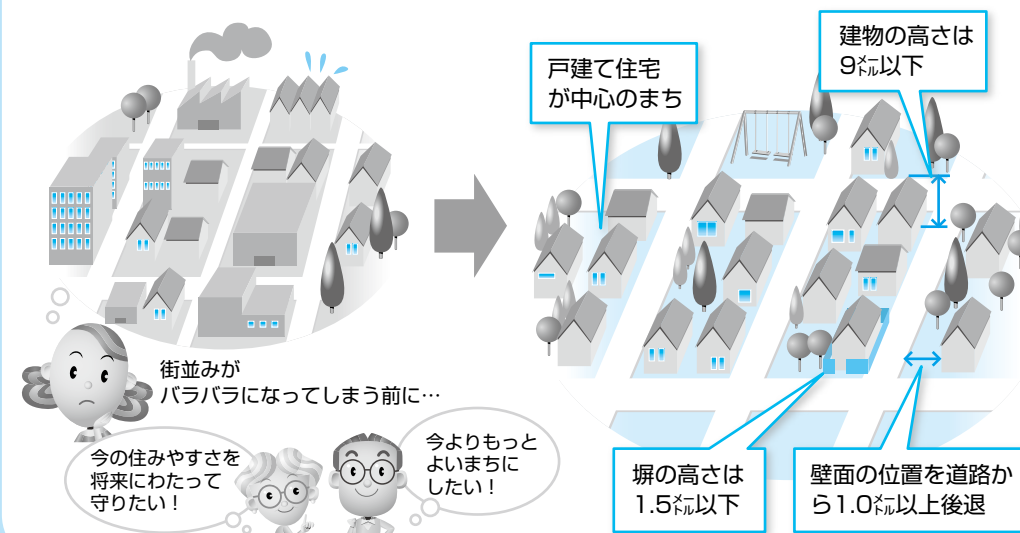 戸建て住宅
が中心のまち
建物の高さは
9メートル以下
街並みが
バラバラになってしまう前に…
今の住みやすさを
将来にわたって
守りたい！
今よりもっと
よいまちに
したい！
塀の高さは
1.5メートル以下
壁面の位置を道路か
ら1.0メートル以上後退